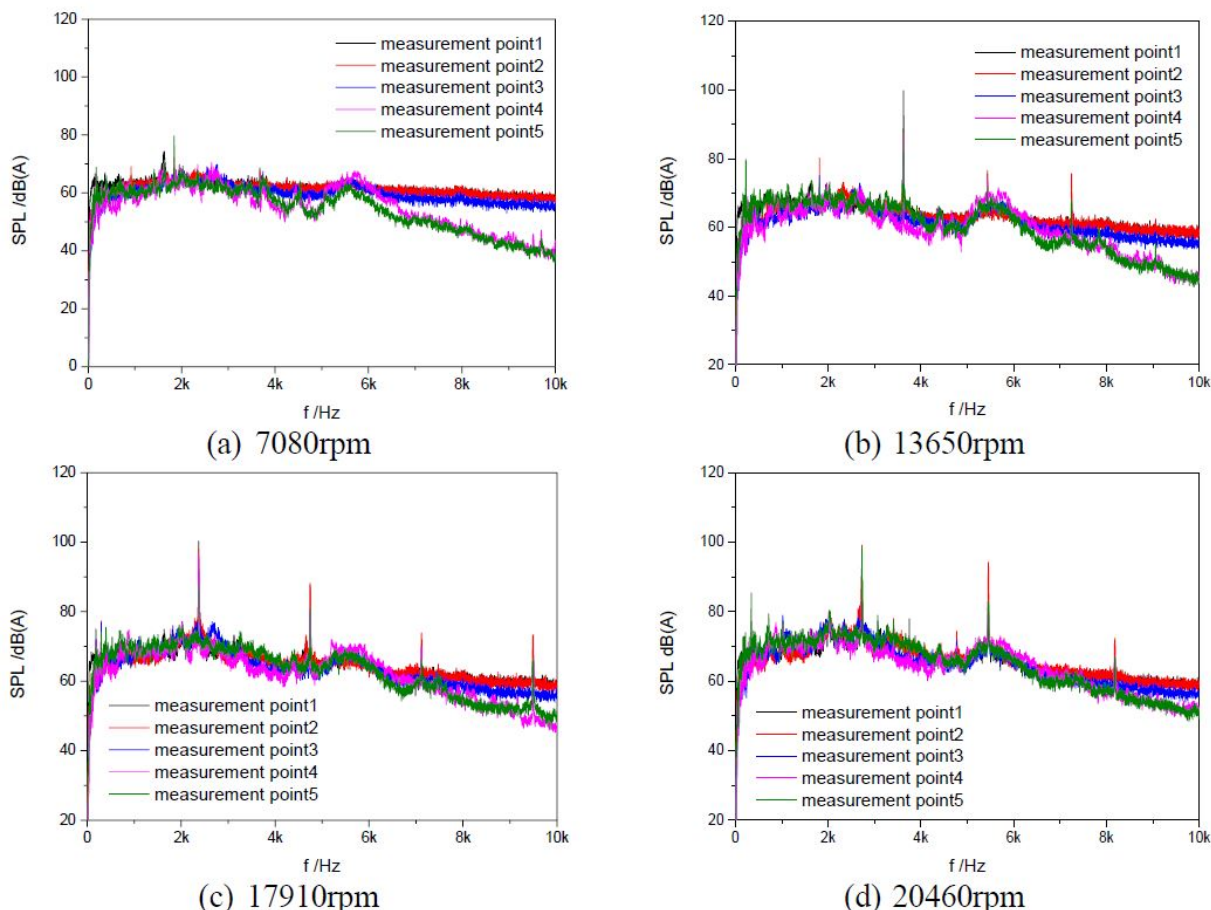 120
100
80
60
40
20
0
SPL /dB(A)
measurement point1
measurement point2
measurement point3
measurement point4
measurement point5
0 2k 4k 6k 8k 10k
f /Hz
(a) 7080rpm
120
100
80
60
40
20
SPL /dB(A)
measurement point1
measurement point2
measurement point3
measurement point4
measurement point5
0 2k 4k 6k 8k 10k
f /Hz
(b) 13650rpm
120
100
80
60
40
20
SPL /dB(A)
measurement point1
measurement point2
measurement point3
measurement point4
measurement point5
0 2k 4k 6k 8k 10k
f /Hz
(c) 17910rpm
120
100
80
60
40
20
SPL dB(A)
measurement point1
measurement point2
measurement point3
measurement point4
measurement point5
0 2k 4k 6k 8k 10k
f /Hz
(d) 20460rpm